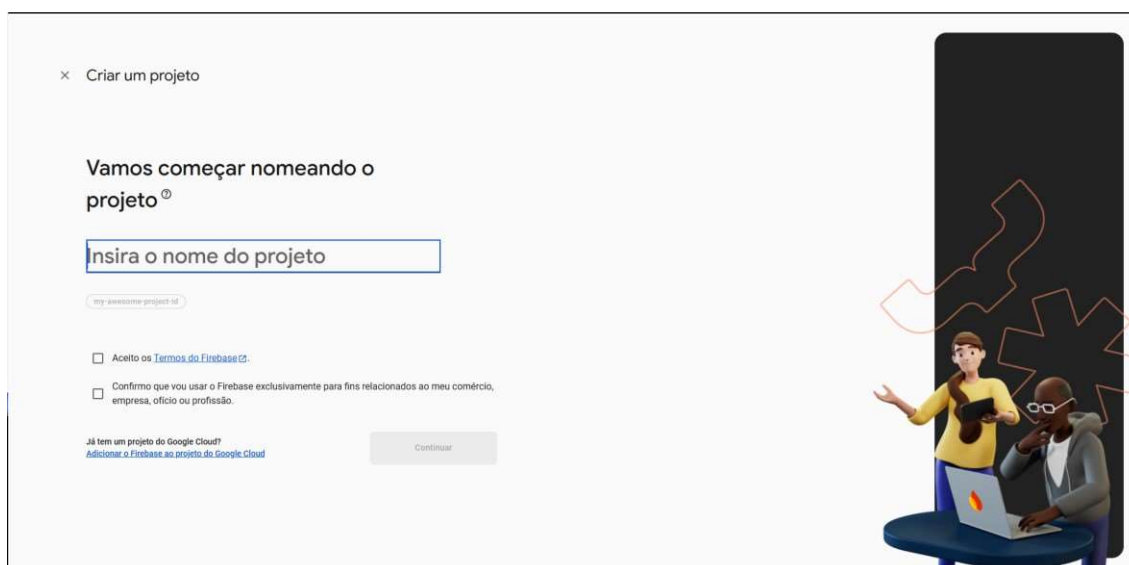 Criar um projeto
Vamos começar nomeando o
projeto
Insira o nome do projeto
my-awesome-project-id
Aceito os Termos do Firebase.
Confirmo que vou usar o Firebase exclusivamente para fins relacionados ao meu comércio,
empresa, ofício ou profissão.
Já tem um projeto do Google Cloud?
Adicionar o Firebase ao projeto do Google Cloud
Continuar